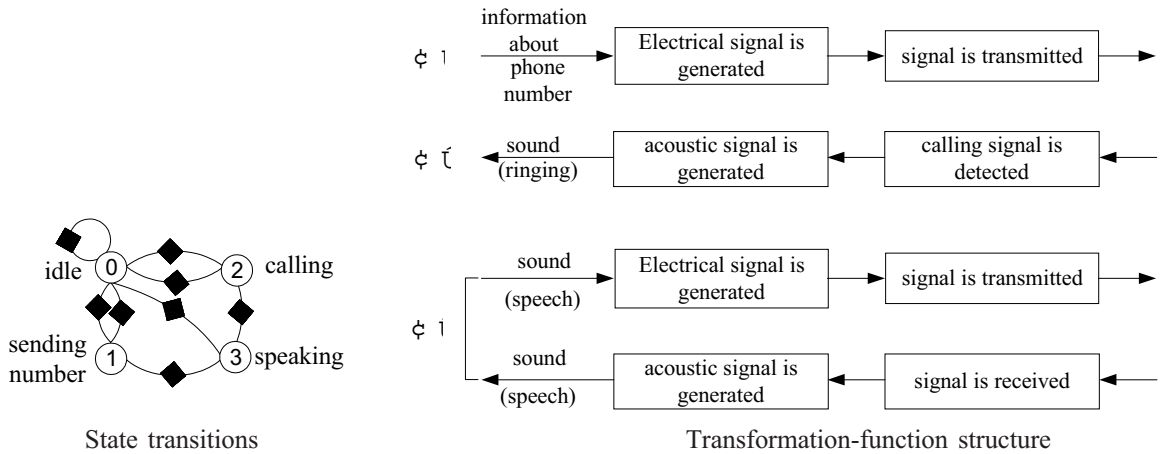 information
about
phone
number
Electrical signal is
generated
signal is transmitted
sound
(ringing)
acoustic signal is
generated
calling signal is
detected
idle
0
2
calling
sending
number
1
3
speaking
sound
(speech)
Electrical signal is
generated
signal is transmitted
sound
(speech)
acoustic signal is
generated
signal is received
State transitions
Transformation-function structure